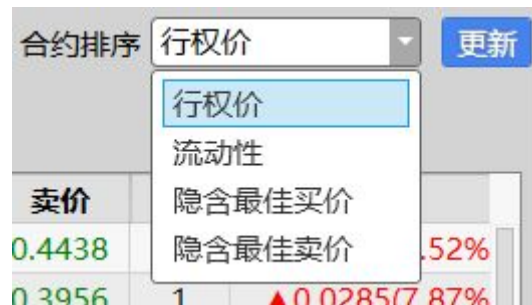 合约排序 行权价 更新
行权价
流动性
隐含最佳买价
隐含最佳卖价
卖价
0.4438 .52%
0.3956 1 ▲0.0285(7.87%